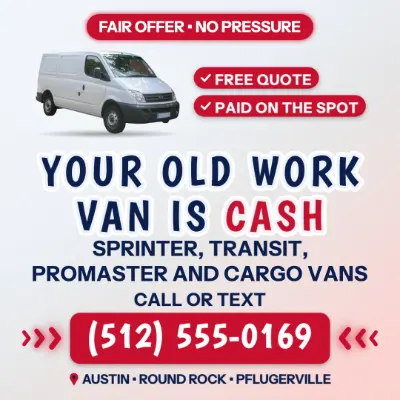 FAIR OFFER • NO PRESSURE
FREE QUOTE
PAID ON THE SPOT
YOUR OLD WORK
VAN IS CASH
SPRINTER, TRANSIT,
PROMASTER AND CARGO VANS
CALL OR TEXT
(512) 555-0169
AUSTIN • ROUND ROCK • PFLUGERVILLE